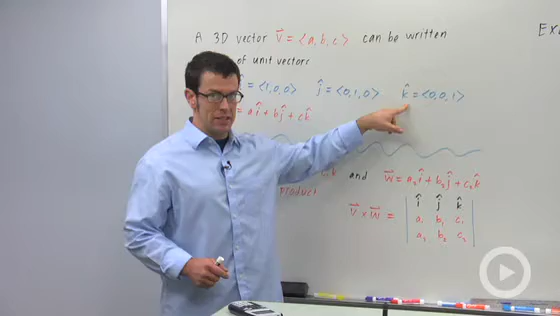 A 3D vector V⃗ = <a, b, c> can be written
of unit vectors
= <1, 0, 0> ĵ = <0, 1, 0> k̂ = <0, 0, 1>
= aî + bĵ + ck̂
k̂ and W⃗ = a₂î + b₂ĵ + c₂k̂
product
V⃗ × W⃗ = | î ĵ k̂ |
| a₁ b₁ c₁ |
| a₂ b₂ c₂ |